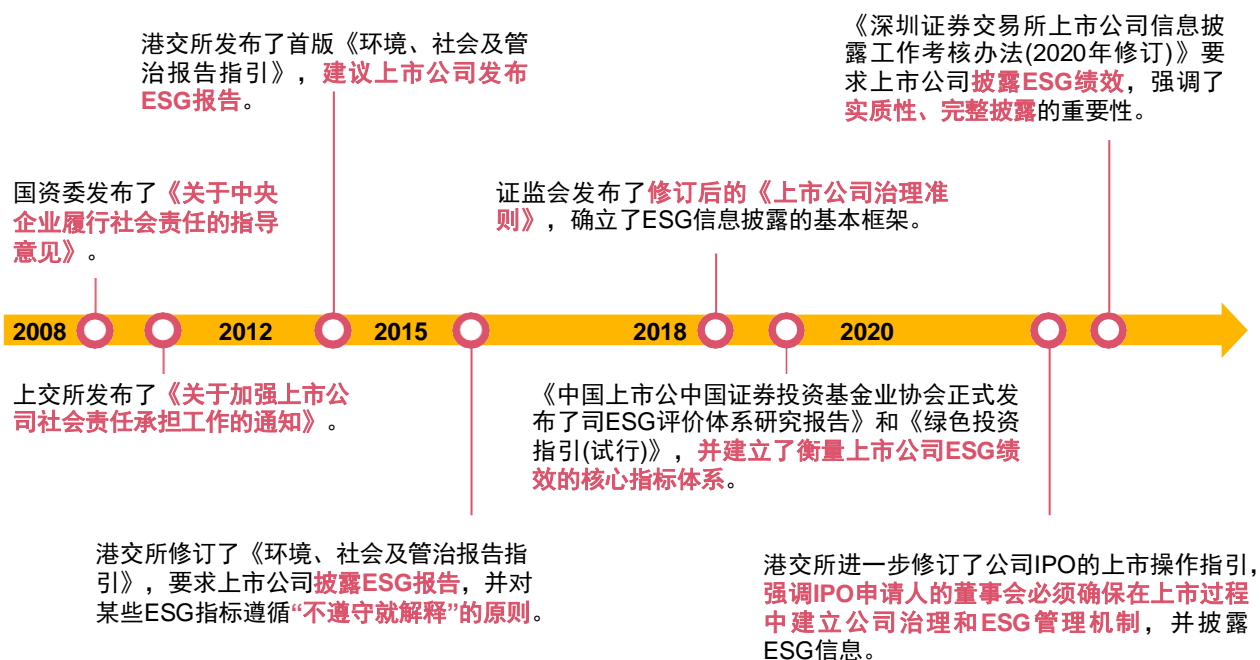 港交所发布了首版《环境、社会及管
治报告指引》，建议上市公司发布
ESG报告。
《深圳证券交易所上市公司信息披
露工作考核办法(2020年修订)》要
求上市公司披露ESG绩效，强调了
实质性、完整披露的重要性。
国资委发布了《关于中央
企业履行社会责任的指导
意见》。
证监会发布了修订后的《上市公司治理准
则》，确立了ESG信息披露的基本框架。
2008
2012
2015
2018
2020
上交所发布了《关于加强上市公
司社会责任承担工作的通知》。
《中国上市公中国证券投资基金业协会正式发
布了司ESG评价体系研究报告》和《绿色投资
指引(试行)》，并建立了衡量上市公司ESG绩
效的核心指标体系。
港交所修订了《环境、社会及管治报告指
引》，要求上市公司披露ESG报告，并对
某些ESG指标遵循“不遵守就解释”的原则。
港交所进一步修订了公司IPO的上市操作指引，
强调IPO申请人的董事会必须确保在上市过程
中建立公司治理和ESG管理机制，并披露
ESG信息。